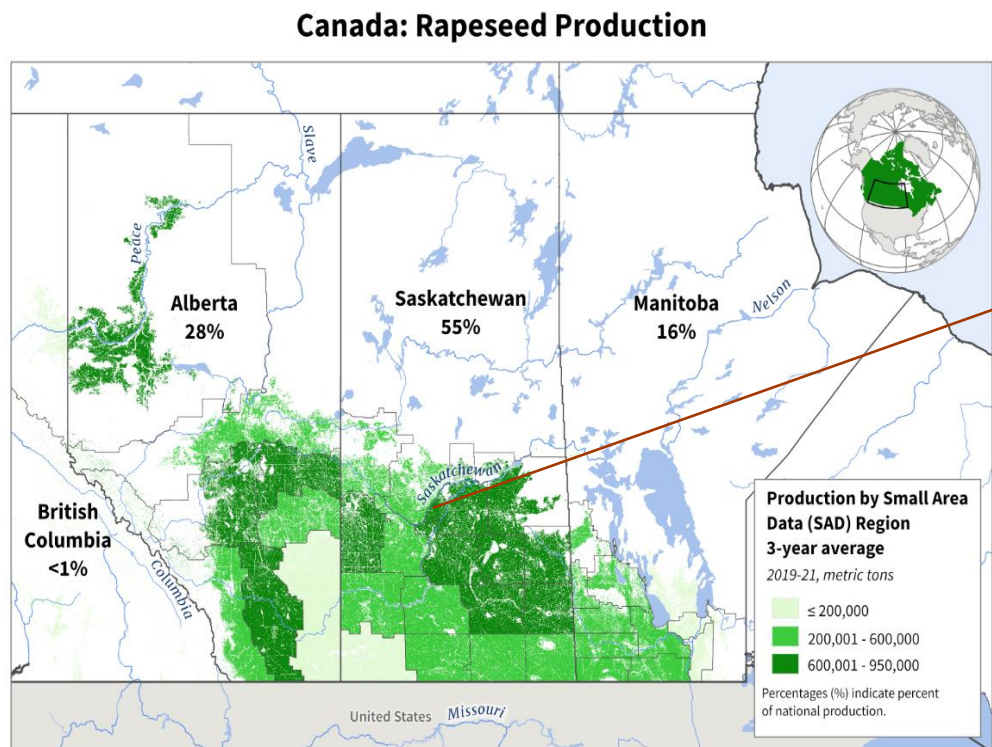 Canada: Rapeseed Production
Slave
Peace
Alberta
28%
Saskatchewan
55%
Manitoba
16%
Nelson
Saskatchewan
British
Columbia
<1%
Columbia
United States
Missouri
Production by Small Area
Data (SAD) Region
3-year average
2019-21, metric tons
≤ 200,000
200,001 - 600,000
600,001 - 950,000
Percentages (%) indicate percent
of national production.